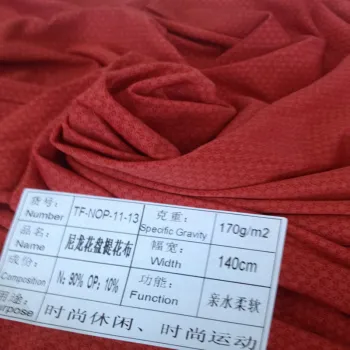 货号: Number TF-NOP-11-13 克重: Specific Gravity 170g/m2
品名: Name 尼龙花盘提花布 幅宽: Width 140cm
成份: Composition N: 90% OP: 10% 功能: Function 亲水柔软
用途: Purpose 时尚休闲、时尚运动